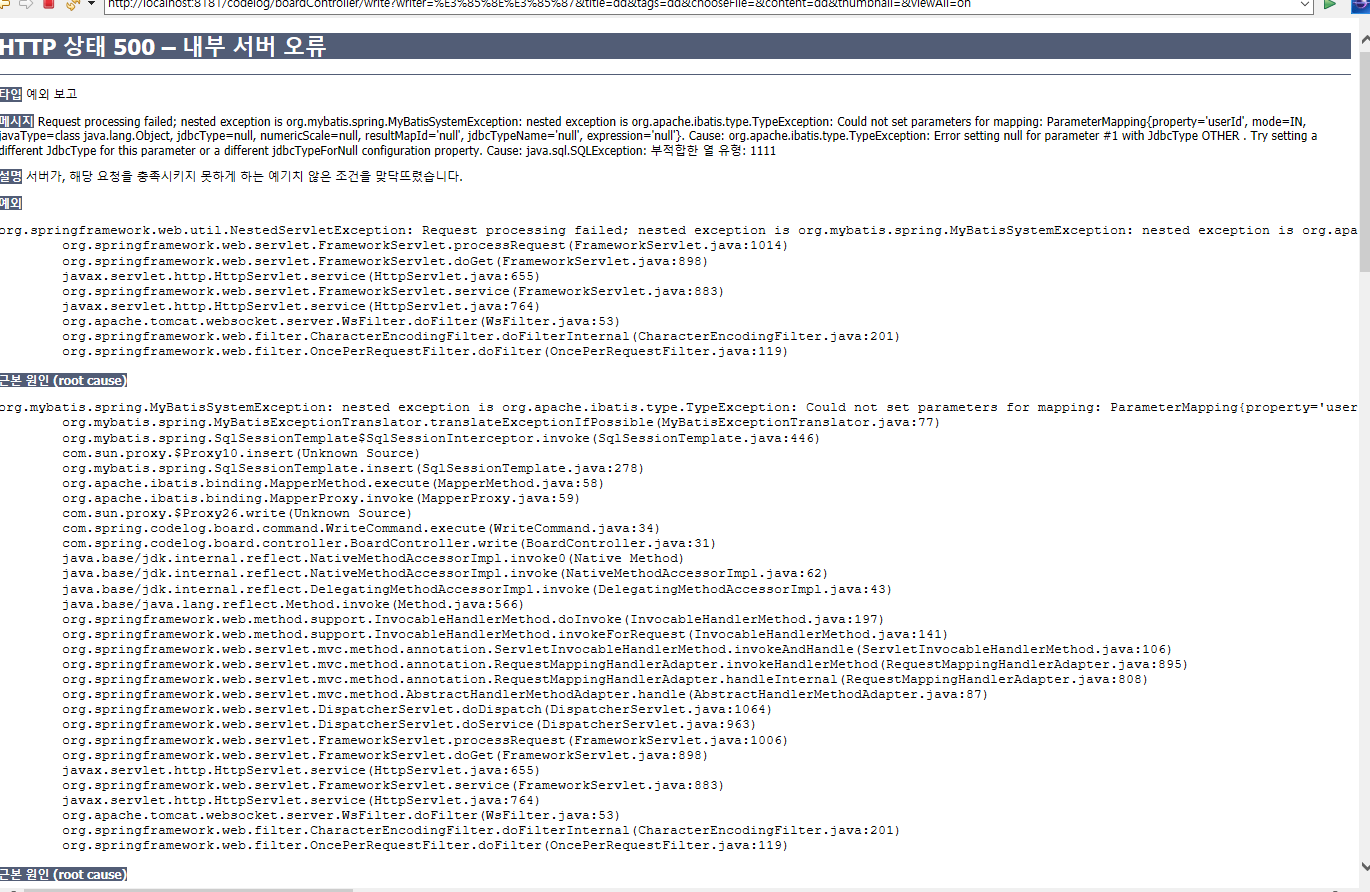 http://localhost:8181/codelog/boardController/write?writer=%E3%85%8E%E3%85%87&title=dd&tags=dd&chooseFile=&content=dd&thumbnail=&viewAll=on
HTTP 상태 500 – 내부 서버 오류
타입 예외 보고
메시지 Request processing failed; nested exception is org.mybatis.spring.MyBatisSystemException: nested exception is org.apache.ibatis.type.TypeException: Could not set parameters for mapping: ParameterMapping{property='userId', mode=IN,
javaType=class java.lang.Object, jdbcType=null, numericScale=null, resultMapId='null', jdbcTypeName='null', expression='null'}. Cause: org.apache.ibatis.type.TypeException: Error setting null for parameter #1 with JdbcType OTHER . Try setting a
different JdbcType for this parameter or a different jdbcTypeForNull configuration property. Cause: java.sql.SQLException: 부적합한 열 유형: 1111
설명 서버가, 해당 요청을 충족시키지 못하게 하는 예기치 않은 조건을 맞닥뜨렸습니다.
예외
org.springframework.web.util.NestedServletException: Request processing failed; nested exception is org.mybatis.spring.MyBatisSystemException: nested exception is org.apa
org.springframework.web.servlet.FrameworkServlet.processRequest(FrameworkServlet.java:1014)
org.springframework.web.servlet.FrameworkServlet.doGet(FrameworkServlet.java:898)
javax.servlet.http.HttpServlet.service(HttpServlet.java:655)
org.springframework.web.servlet.FrameworkServlet.service(FrameworkServlet.java:883)
javax.servlet.http.HttpServlet.service(HttpServlet.java:764)
org.apache.tomcat.websocket.server.WsFilter.doFilter(WsFilter.java:53)
org.springframework.web.filter.CharacterEncodingFilter.doFilterInternal(CharacterEncodingFilter.java:201)
org.springframework.web.filter.OncePerRequestFilter.doFilter(OncePerRequestFilter.java:119)
근본 원인 (root cause)
org.mybatis.spring.MyBatisSystemException: nested exception is org.apache.ibatis.type.TypeException: Could not set parameters for mapping: ParameterMapping{property='user
org.mybatis.spring.MyBatisExceptionTranslator.translateExceptionIfPossible(MyBatisExceptionTranslator.java:77)
org.mybatis.spring.SqlSessionTemplate$SqlSessionInterceptor.invoke(SqlSessionTemplate.java:446)
com.sun.proxy.$Proxy10.insert(Unknown Source)
org.mybatis.spring.SqlSessionTemplate.insert(SqlSessionTemplate.java:278)
org.apache.ibatis.binding.MapperMethod.execute(MapperMethod.java:58)
org.apache.ibatis.binding.MapperProxy.invoke(MapperProxy.java:59)
com.sun.proxy.$Proxy26.write(Unknown Source)
com.spring.codelog.board.command.WriteCommand.execute(WriteCommand.java:34)
com.spring.codelog.board.controller.BoardController.write(BoardController.java:31)
java.base/jdk.internal.reflect.NativeMethodAccessorImpl.invoke0(Native Method)
java.base/jdk.internal.reflect.NativeMethodAccessorImpl.invoke(NativeMethodAccessorImpl.java:62)
java.base/jdk.internal.reflect.DelegatingMethodAccessorImpl.invoke(DelegatingMethodAccessorImpl.java:43)
java.base/java.lang.reflect.Method.invoke(Method.java:566)
org.springframework.web.method.support.InvocableHandlerMethod.doInvoke(InvocableHandlerMethod.java:197)
org.springframework.web.method.support.InvocableHandlerMethod.invokeForRequest(InvocableHandlerMethod.java:141)
org.springframework.web.servlet.mvc.method.annotation.ServletInvocableHandlerMethod.invokeAndHandle(ServletInvocableHandlerMethod.java:106)
org.springframework.web.servlet.mvc.method.annotation.RequestMappingHandlerAdapter.invokeHandlerMethod(RequestMappingHandlerAdapter.java:895)
org.springframework.web.servlet.mvc.method.annotation.RequestMappingHandlerAdapter.handleInternal(RequestMappingHandlerAdapter.java:808)
org.springframework.web.servlet.mvc.method.AbstractHandlerMethodAdapter.handle(AbstractHandlerMethodAdapter.java:87)
org.springframework.web.servlet.DispatcherServlet.doDispatch(DispatcherServlet.java:1064)
org.springframework.web.servlet.DispatcherServlet.doService(DispatcherServlet.java:963)
org.springframework.web.servlet.FrameworkServlet.processRequest(FrameworkServlet.java:1006)
org.springframework.web.servlet.FrameworkServlet.doGet(FrameworkServlet.java:898)
javax.servlet.http.HttpServlet.service(HttpServlet.java:655)
org.springframework.web.servlet.FrameworkServlet.service(FrameworkServlet.java:883)
javax.servlet.http.HttpServlet.service(HttpServlet.java:764)
org.apache.tomcat.websocket.server.WsFilter.doFilter(WsFilter.java:53)
org.springframework.web.filter.CharacterEncodingFilter.doFilterInternal(CharacterEncodingFilter.java:201)
org.springframework.web.filter.OncePerRequestFilter.doFilter(OncePerRequestFilter.java:119)
근본 원인 (root cause)